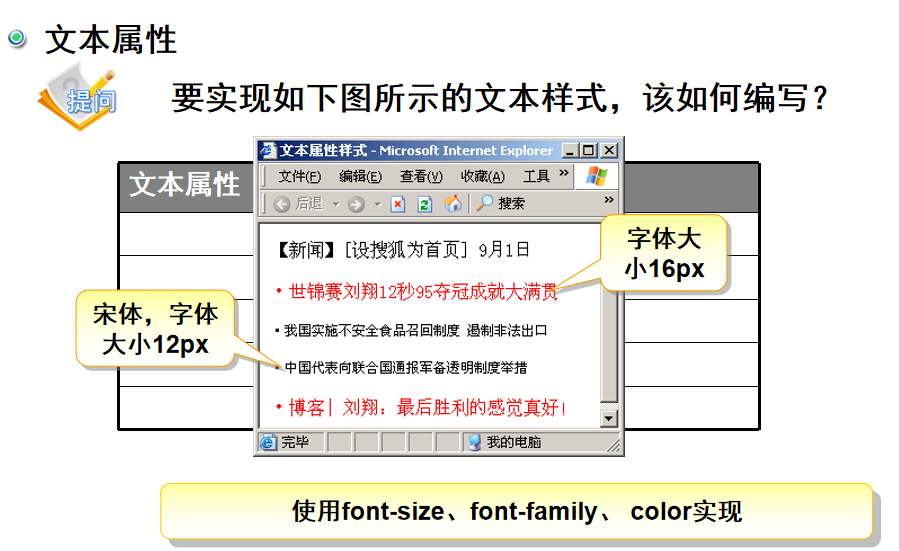 文本属性
提问
要实现如下图所示的文本样式，该如何编写？
文本属性样式 - Microsoft Internet Explorer
文本属性
文件(F) 编辑(E) 查看(V) 收藏(A) 工具 »
后退 搜索 »
【新闻】[设搜狐为首页] 9月1日
字体大
小16px
• 世锦赛刘翔12秒95夺冠成就大满贯
宋体，字体
大小12px
▪ 我国实施不安全食品召回制度 遏制非法出口
▪ 中国代表向联合国通报军备透明制度举措
• 博客| 刘翔：最后胜利的感觉真好!
完毕 我的电脑
使用font-size、font-family、 color实现